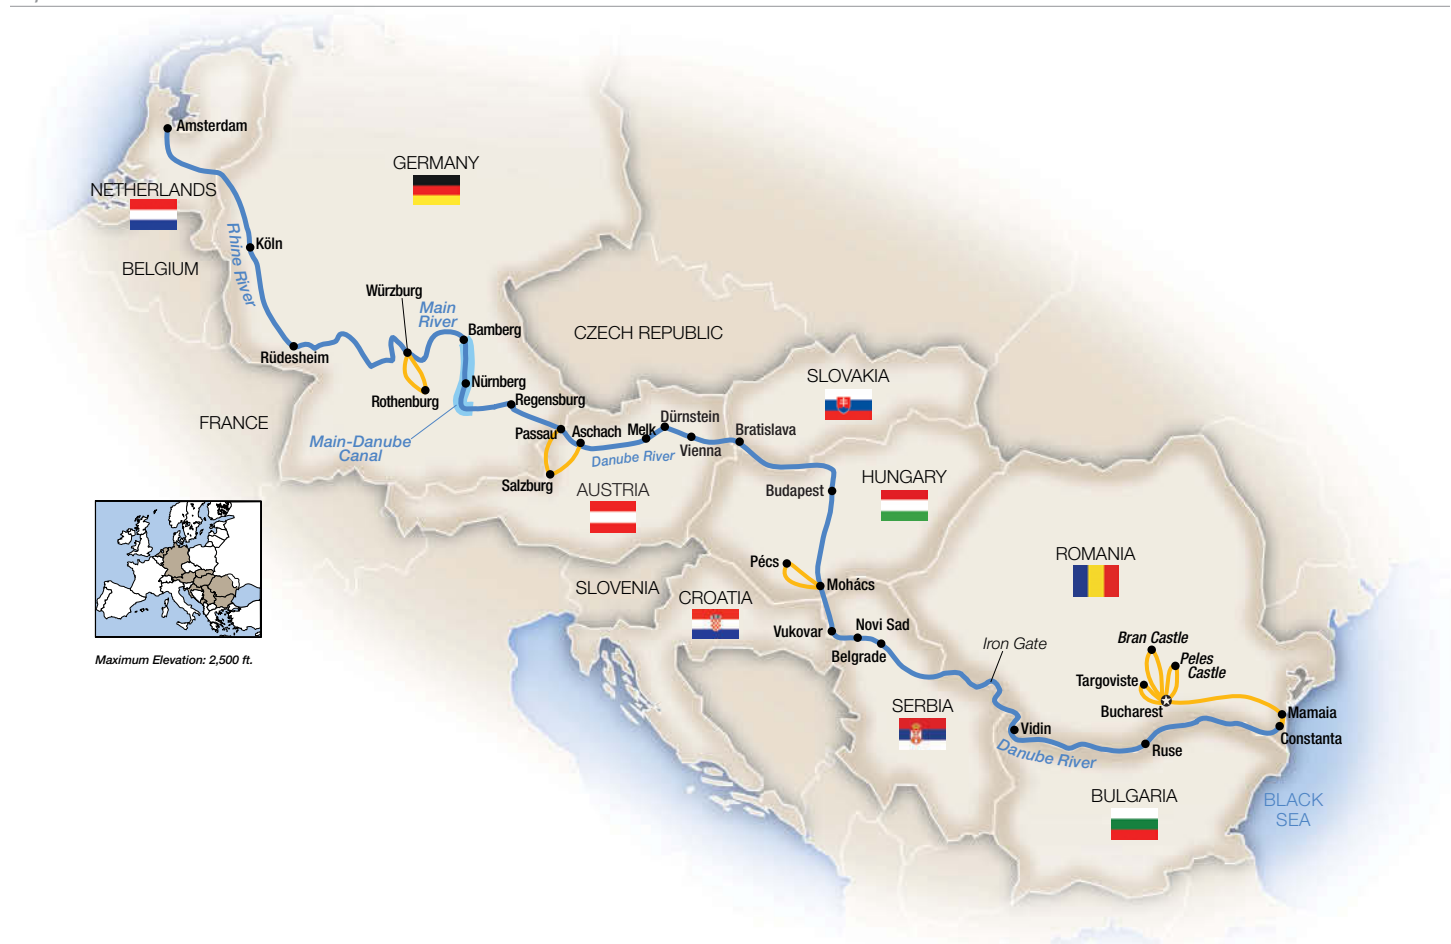 Amsterdam
GERMANY
NETHERLANDS
Rhine River
Köln
BELGIUM
Würzburg
Main
River
Bamberg
CZECH REPUBLIC
Rüdesheim
SLOVAKIA
Nürnberg
Rothenburg
Regensburg
FRANCE
Passau
Aschach
Melk
Dürnstein
Bratislava
Main-Danube
Canal
Vienna
Danube River
HUNGARY
Salzburg
AUSTRIA
Budapest
ROMANIA
Pécs
Mohács
SLOVENIA
CROATIA
Vukovar
Novi Sad
Belgrade
Iron Gate
Bran Castle
Peles
Castle
Maximum Elevation: 2,500 ft.
Targoviste
SERBIA
Bucharest
Mamaia
Vidin
Constanta
Danube River
Ruse
BULGARIA
BLACK
SEA